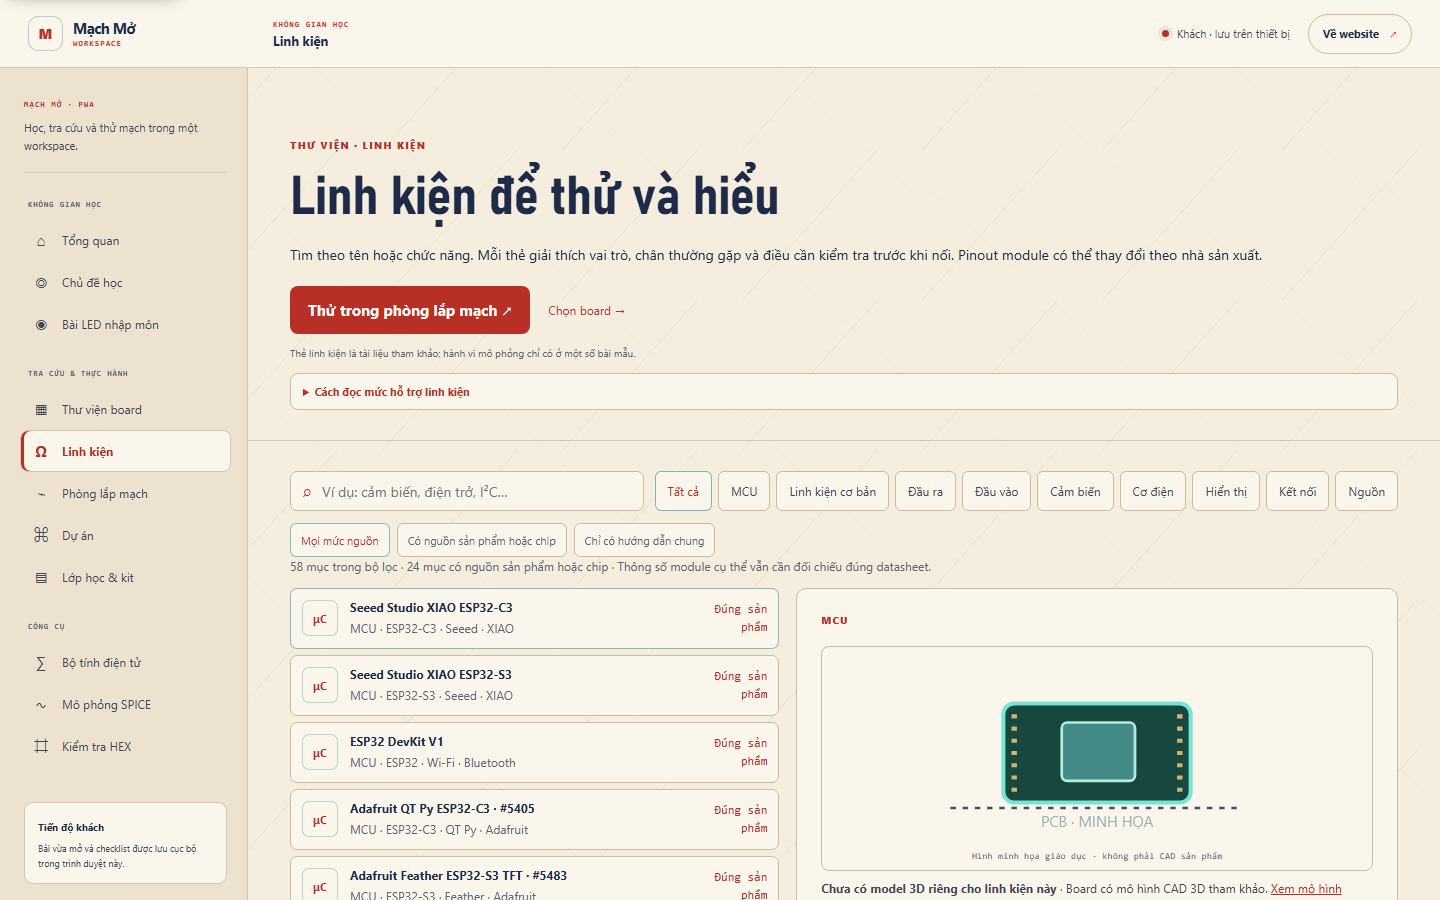 M
Mạch Mở
WORKSPACE
KHÔNG GIAN HỌC
Linh kiện
Khách · lưu trên thiết bị
Về website ↗
MẠCH MỞ · PWA
Học, tra cứu và thử mạch trong một
workspace.
KHÔNG GIAN HỌC
Tổng quan
Chủ đề học
Bài LED nhập môn
TRA CỨU & THỰC HÀNH
Thư viện board
Ω Linh kiện
Phòng lắp mạch
Dự án
Lớp học & kit
CÔNG CỤ
∑ Bộ tính điện tử
Mô phỏng SPICE
Kiểm tra HEX
Tiến độ khách
Bài vừa mở và checklist được lưu cục bộ
trong trình duyệt này.
THƯ VIỆN · LINH KIỆN
Linh kiện để thử và hiểu
Tìm theo tên hoặc chức năng. Mỗi thẻ giải thích vai trò, chân thường gặp và điều cần kiểm tra trước khi nối. Pinout module có thể thay đổi theo nhà sản xuất.
Thử trong phòng lắp mạch ↗
Chọn board →
Thẻ linh kiện là tài liệu tham khảo; hành vi mô phỏng chỉ có ở một số bài mẫu.
▶ Cách đọc mức hỗ trợ linh kiện
Ví dụ: cảm biến, điện trở, I²C...
Tất cả
MCU
Linh kiện cơ bản
Đầu ra
Đầu vào
Cảm biến
Cơ điện
Hiển thị
Kết nối
Nguồn
Mọi mức nguồn
Có nguồn sản phẩm hoặc chip
Chỉ có hướng dẫn chung
58 mục trong bộ lọc · 24 mục có nguồn sản phẩm hoặc chip · Thông số module cụ thể vẫn cần đối chiếu đúng datasheet.
µC
Seeed Studio XIAO ESP32-C3
MCU · ESP32-C3 · Seeed · XIAO
Đúng sản
phẩm
µC
Seeed Studio XIAO ESP32-S3
MCU · ESP32-S3 · Seeed · XIAO
Đúng sản
phẩm
µC
ESP32 DevKit V1
MCU · ESP32 · Wi-Fi · Bluetooth
Đúng sản
phẩm
µC
Adafruit QT Py ESP32-C3 · #5405
MCU · ESP32-C3 · QT Py · Adafruit
Đúng sản
phẩm
µC
Adafruit Feather ESP32-S3 TFT · #5483
MCU · ESP32-S3 · Feather · Adafruit
Đúng sản
phẩm
MCU
PCB · MINH HỌA
Hình minh họa giáo dục · không phải CAD sản phẩm
Chưa có model 3D riêng cho linh kiện này · Board có mô hình CAD 3D tham khảo. Xem mô hình